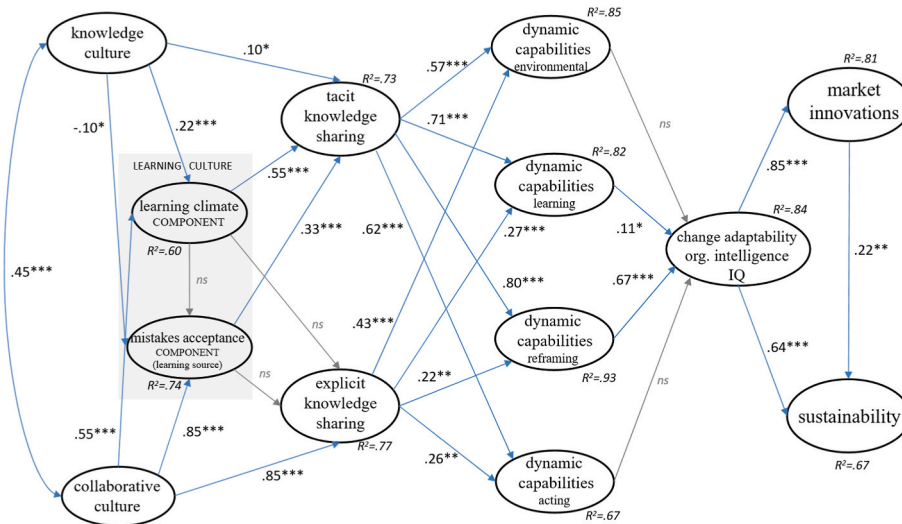 knowledge
culture
.10*
R²=.73
tacit
knowledge
sharing
-.10*
.22***
LEARNING CULTURE
learning climate
COMPONENT
R²=.60
.55***
ns
.33***
.45***
mistakes acceptance
COMPONENT
(learning source)
R²=.74
ns
ns
explicit
knowledge
sharing
R²=.77
.55***
.85***
.85***
collaborative
culture
R²=.85
dynamic
capabilities
environmental
.57***
.71***
R²=.82
dynamic
capabilities
learning
.62***
.27***
.80***
.43***
dynamic
capabilities
reframing
R²=.93
.22**
.26**
dynamic
capabilities
acting
R²=.67
ns
.11*
.67***
ns
R²=.84
change adaptability
org. intelligence
IQ
R²=.81
market
innovations
.85***
.22**
.64***
sustainability
R²=.67